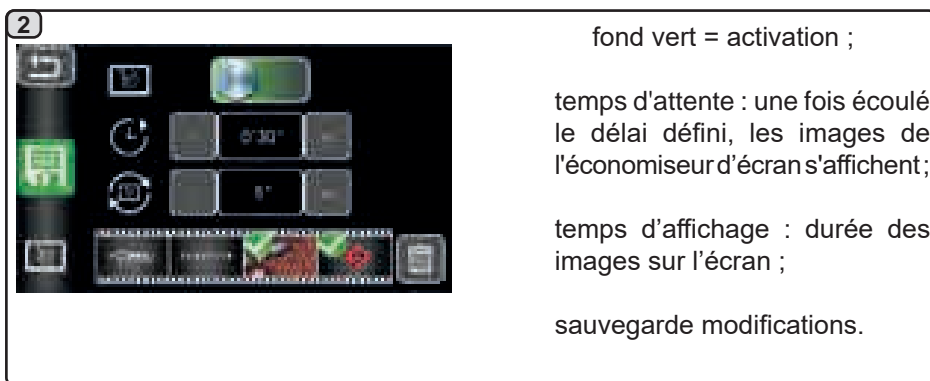 2
fond vert = activation ;
temps d'attente : une fois écoulé
le délai défini, les images de
l'économiseur d’écran s'affichent ;
temps d’affichage : durée des
images sur l’écran ;
sauvegarde modifications.